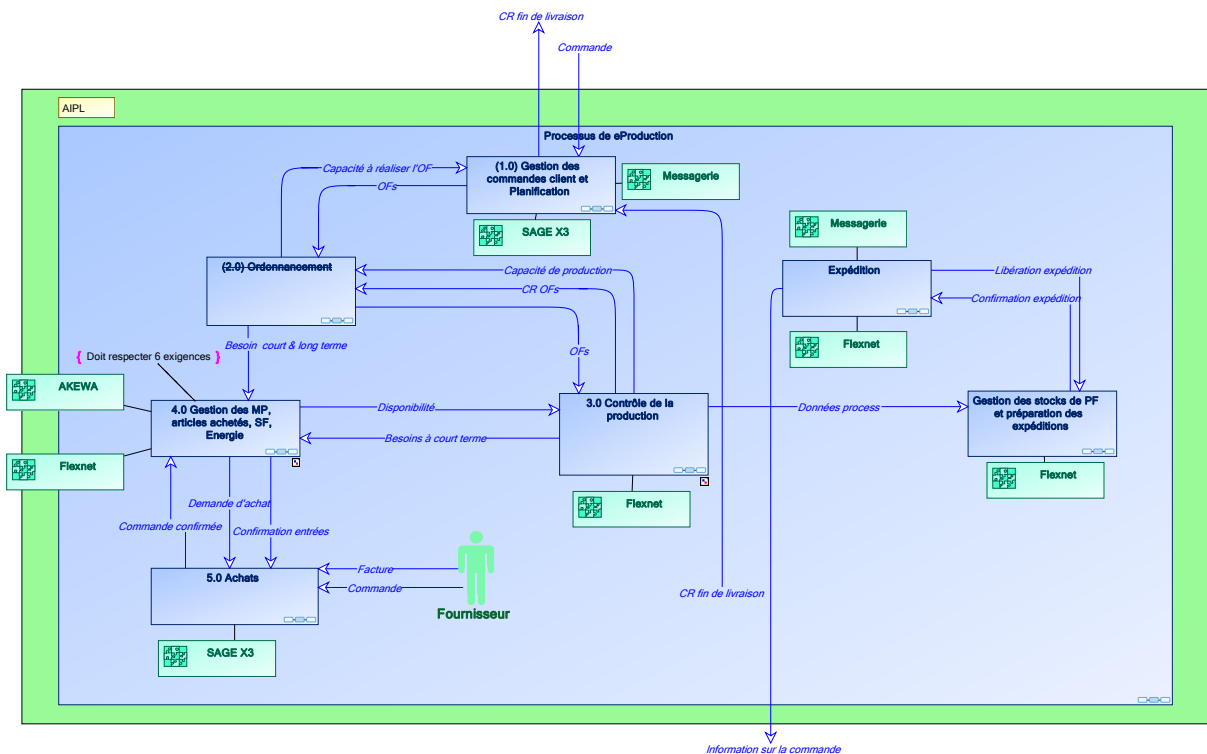 CR fin de livraison
Commande
AIPL
Processus de eProduction
Capacité à réaliser l'OF
OFs
(1.0) Gestion des
commandes client et
Planification
Messagerie
SAGE X3
Messagerie
(2.0) Ordonnancement
Capacité de production
CR OFs
Expédition
Libération expédition
Confirmation expédition
Flexnet
Besoin court & long terme
OFs
{ Doit respecter 6 exigences }
AKEWA
4.0 Gestion des MP,
articles achetés, SF,
Energie
Disponibilité
Besoins à court terme
3.0 Contrôle de la
production
Données process
Gestion des stocks de PF
et préparation des
expéditions
Flexnet
Flexnet
Flexnet
Demande d'achat
Commande confirmée
Confirmation entrées
5.0 Achats
Facture
Commande
Fournisseur
CR fin de livraison
SAGE X3
Information sur la commande